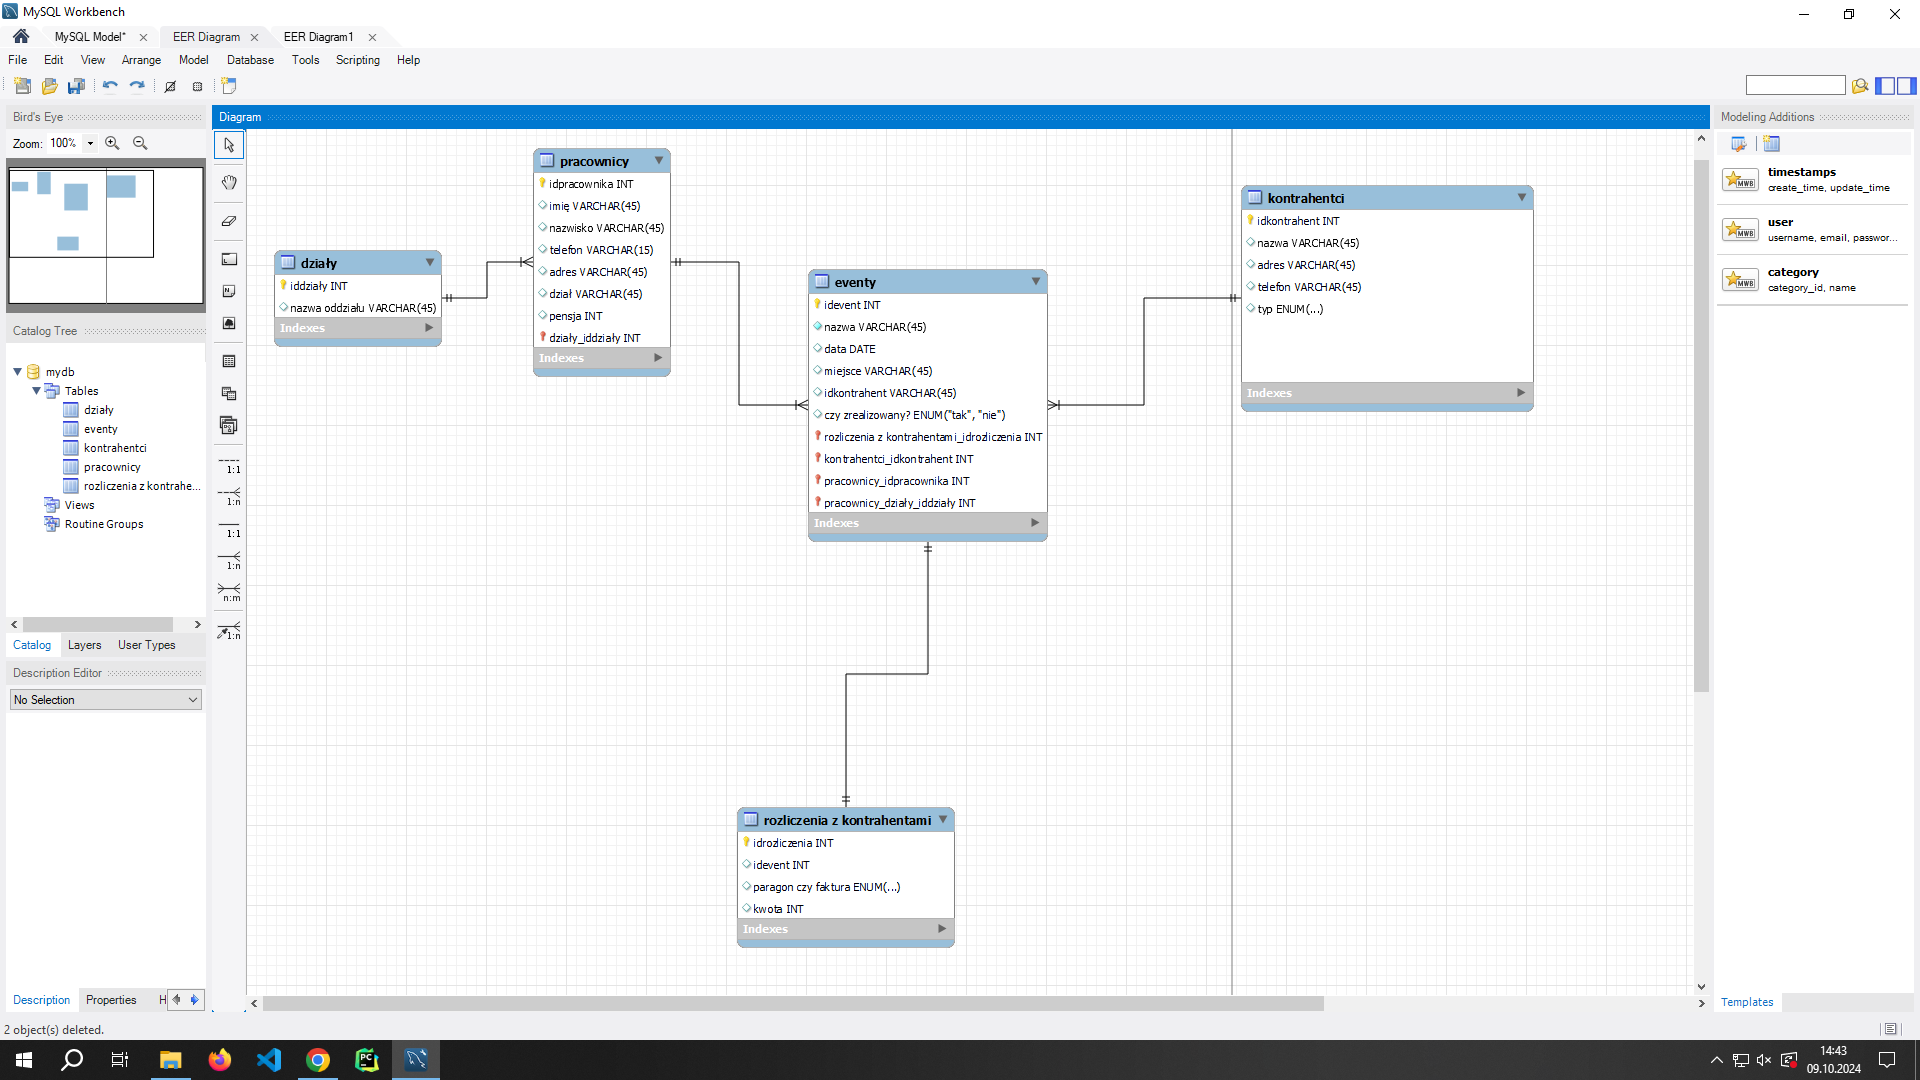 MySQL Workbench
MySQL Model*
EER Diagram
EER Diagram1
File Edit View Arrange Model Database Tools Scripting Help
Bird's Eye
Zoom: 100%
Catalog Tree
mydb
Tables
działy
eventy
kontrahentci
pracownicy
rozliczenia z kontrahe...
Views
Routine Groups
Catalog Layers User Types
Description Editor
No Selection
Description Properties H
2 object(s) deleted.
Diagram
1:1
1:n
1:1
1:n
n:m
1:n
działy
iddziały INT
nazwa oddziału VARCHAR(45)
Indexes
pracownicy
idpracownika INT
imię VARCHAR(45)
nazwisko VARCHAR(45)
telefon VARCHAR(15)
adres VARCHAR(45)
dział VARCHAR(45)
pensja INT
działy_iddziały INT
Indexes
eventy
idevent INT
nazwa VARCHAR(45)
data DATE
miejsce VARCHAR(45)
idkontrahent VARCHAR(45)
czy zrealizowany? ENUM("tak", "nie")
rozliczenia z kontrahentami_idrozliczenia INT
kontrahentci_idkontrahent INT
pracownicy_idpracownika INT
pracownicy_działy_iddziały INT
Indexes
kontrahentci
idkontrahent INT
nazwa VARCHAR(45)
adres VARCHAR(45)
telefon VARCHAR(45)
typ ENUM(...)
Indexes
rozliczenia z kontrahentami
idrozliczenia INT
idevent INT
paragon czy faktura ENUM(...)
kwota INT
Indexes
Modeling Additions
MWB
timestamps
create_time, update_time
MWB
user
username, email, passwor...
MWB
category
category_id, name
Templates
PC
14:43
09.10.2024